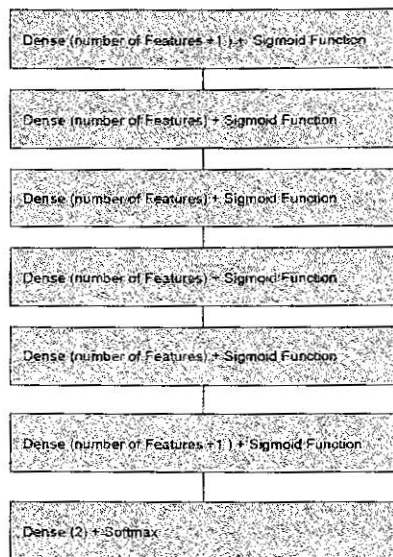 Dense (number of Features +1 ) + Sigmoid Function
Dense (number of Features) + Sigmoid Function
Dense (number of Features) + Sigmoid Function
Dense (number of Features) + Sigmoid Function
Dense (number of Features) + Sigmoid Function
Dense (number of Features +1 ) + Sigmoid Function
Dense (2) + Softmax